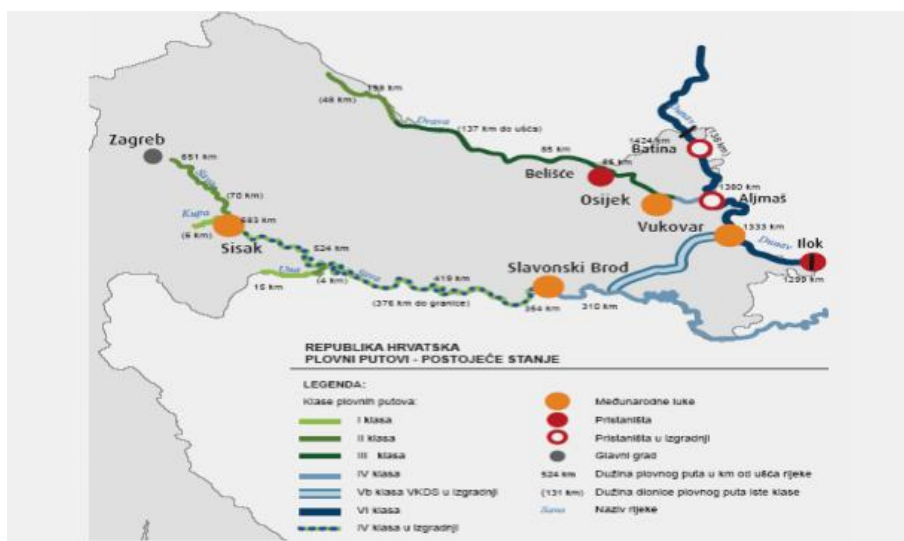 198 km
(48 km)
Drava
(137 km do ušća)
Dunav
1424 km
Batina
Zagreb
651 km
Sava
(70 km)
Kupa
(6 km)
583 km
Sisak
55 km
Belišće
Osijek
1380 km
Aljmaš
Vukovar
1333 km
Dunav
Ilok
1299 km
524 km
Una
15 km
(4 km)
Sava
419 km
(376 km do granice)
Slavonski Brod
364 km
310 km
REPUBLIKA HRVATSKA
PLOVNI PUTOVI - POSTOJEĆE STANJE
LEGENDA:
Klase plovnih putova:
I klasa
II klasa
III klasa
IV klasa
Vb klasa VKDS u izgradnji
VI klasa
IV klasa u izgradnji
Međunarodne luke
Pristaništa
Pristaništa u izgradnji
Glavni grad
524 km Dužina plovnog puta u km od ušća rijeke
(131 km) Dužina dionice plovnog puta iste klase
Sava Naziv rijeke